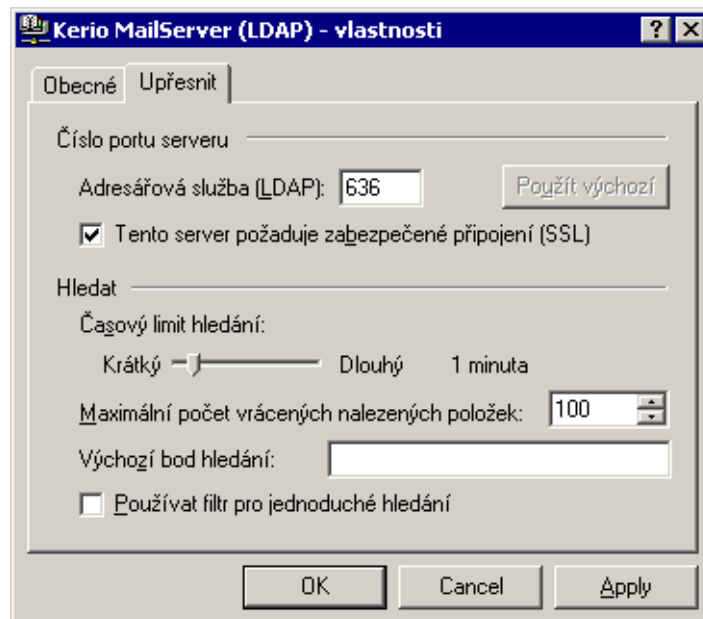 Kerio MailServer (LDAP) - vlastnosti
Obecné Upřesnit
Číslo portu serveru
Adresářová služba (LDAP): 636 Použít výchozí
Tento server požaduje zabezpečené připojení (SSL)
Hledat
Časový limit hledání:
Krátký Dlouhý 1 minuta
Maximální počet vrácených nalezených položek: 100
Výchozí bod hledání:
Používat filtr pro jednoduché hledání
OK Cancel Apply